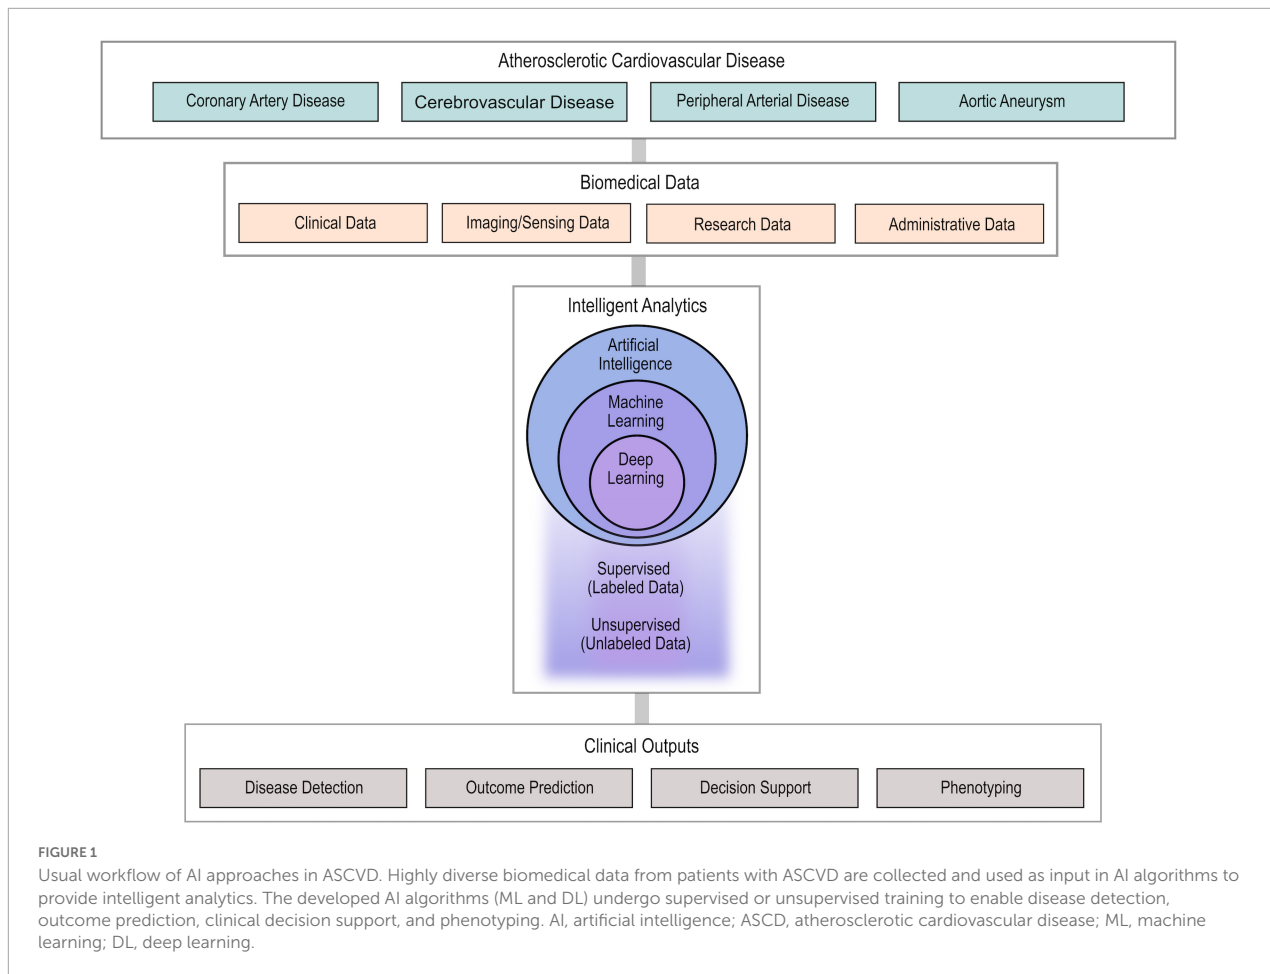 Atherosclerotic Cardiovascular Disease
Coronary Artery Disease
Cerebrovascular Disease
Peripheral Arterial Disease
Aortic Aneurysm
Biomedical Data
Clinical Data
Imaging/Sensing Data
Research Data
Administrative Data
Intelligent Analytics
Artificial
Intelligence
Machine
Learning
Deep
Learning
Supervised
(Labeled Data)
Unsupervised
(Unlabeled Data)
Clinical Outputs
Disease Detection
Outcome Prediction
Decision Support
Phenotyping
FIGURE 1
Usual workflow of AI approaches in ASCVD. Highly diverse biomedical data from patients with ASCVD are collected and used as input in AI algorithms to
provide intelligent analytics. The developed AI algorithms (ML and DL) undergo supervised or unsupervised training to enable disease detection,
outcome prediction, clinical decision support, and phenotyping. AI, artificial intelligence; ASCD, atherosclerotic cardiovascular disease; ML, machine
learning; DL, deep learning.